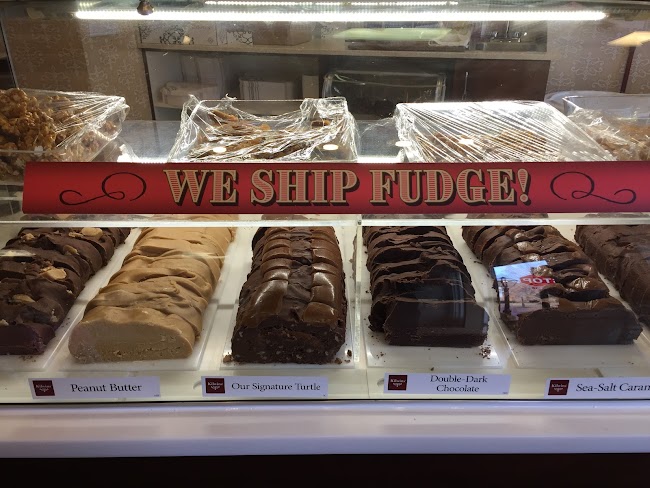 WE SHIP FUDGE!
Peanut Butter
Our Signature Turtle
Double-Dark
Chocolate
Sea-Salt Caram